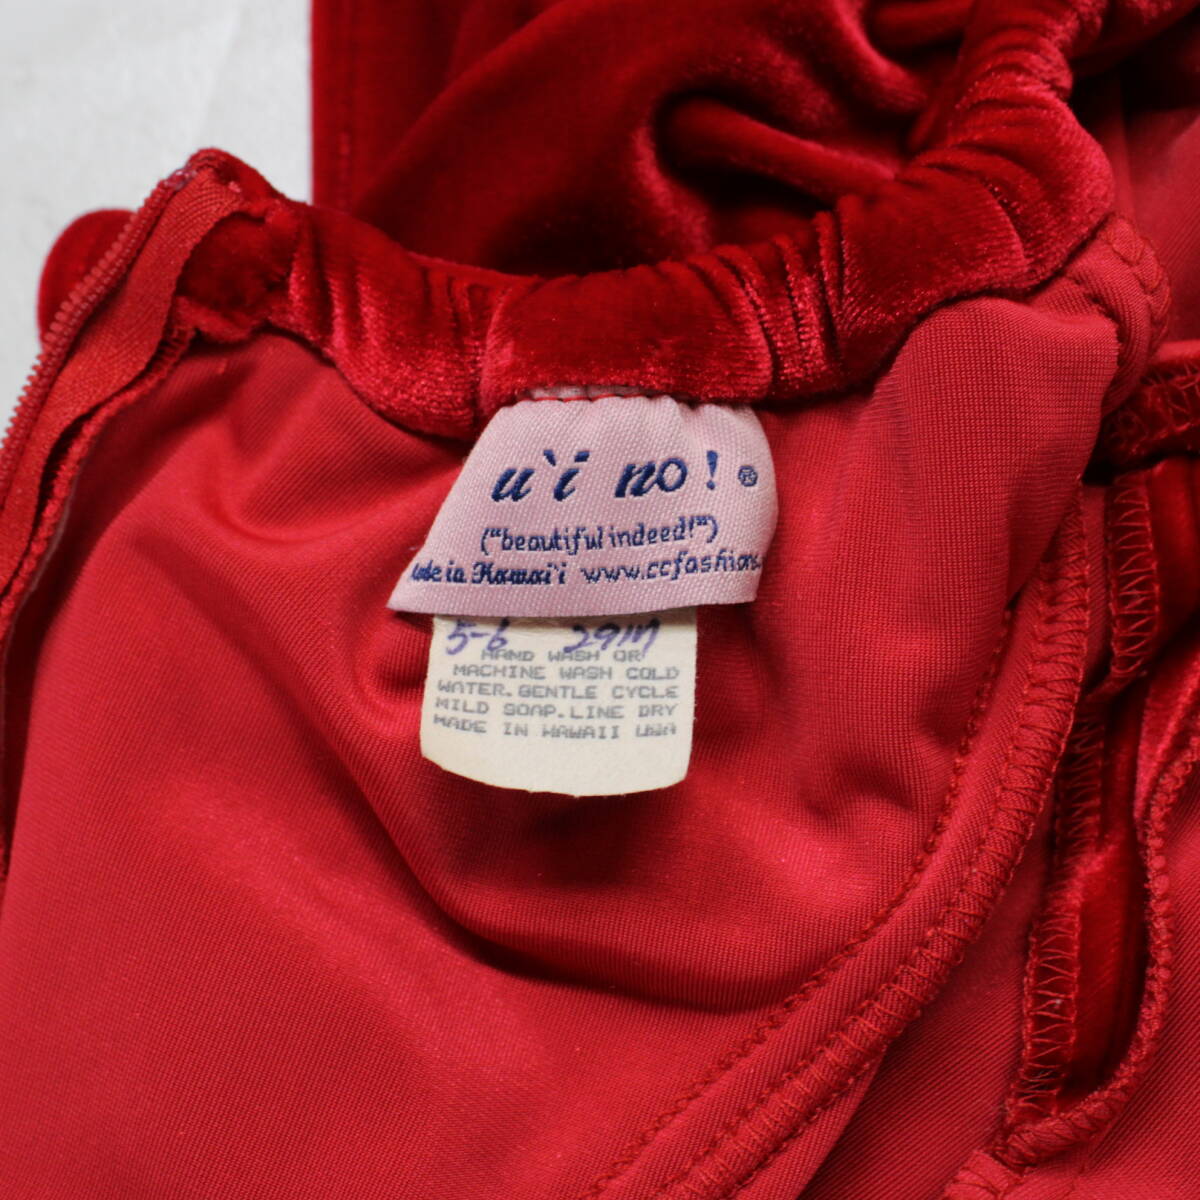 u`i no! ®
("beautiful indeed!")
Made in Hawai'i www.ccfashions.
5-6 29in
HAND WASH OR
MACHINE WASH COLD
WATER. GENTLE CYCLE
MILD SOAP. LINE DRY
MADE IN HAWAII USA